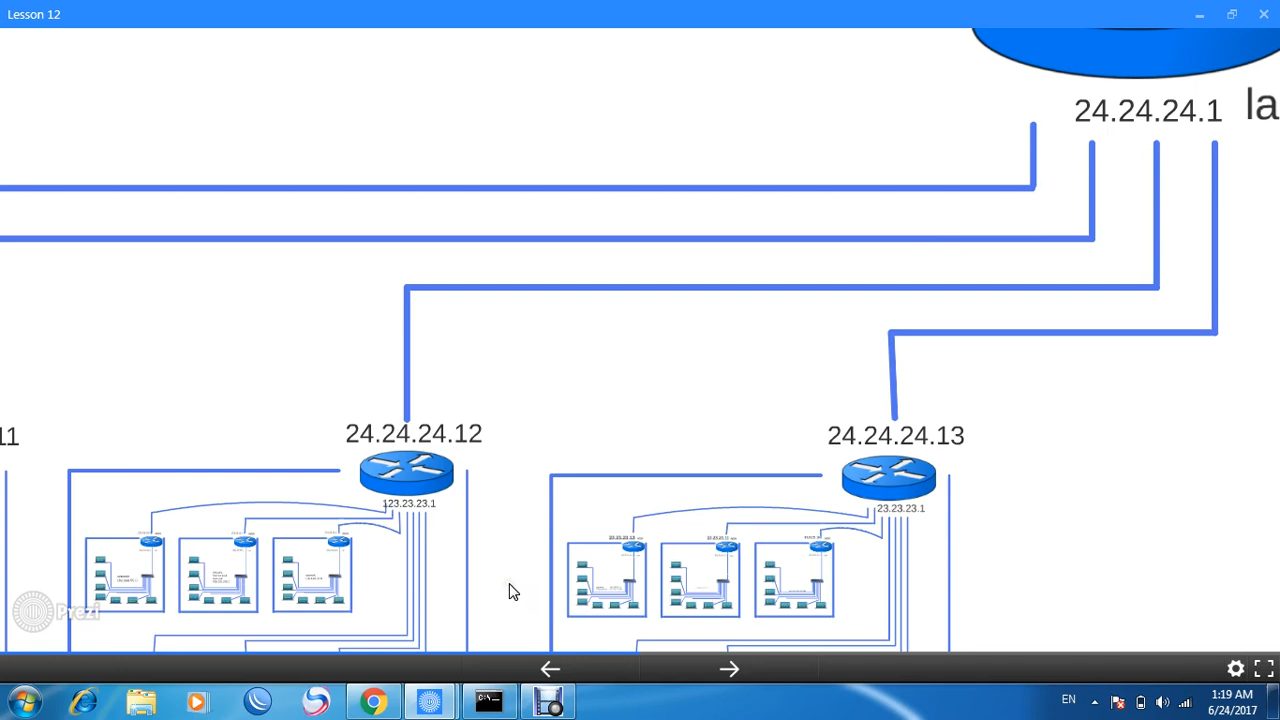 Lesson 12
24.24.24.1
la
11
24.24.24.12
24.24.24.13
123.23.23.1
23.23.23.1
Prezi
EN
1:19 AM
6/24/2017